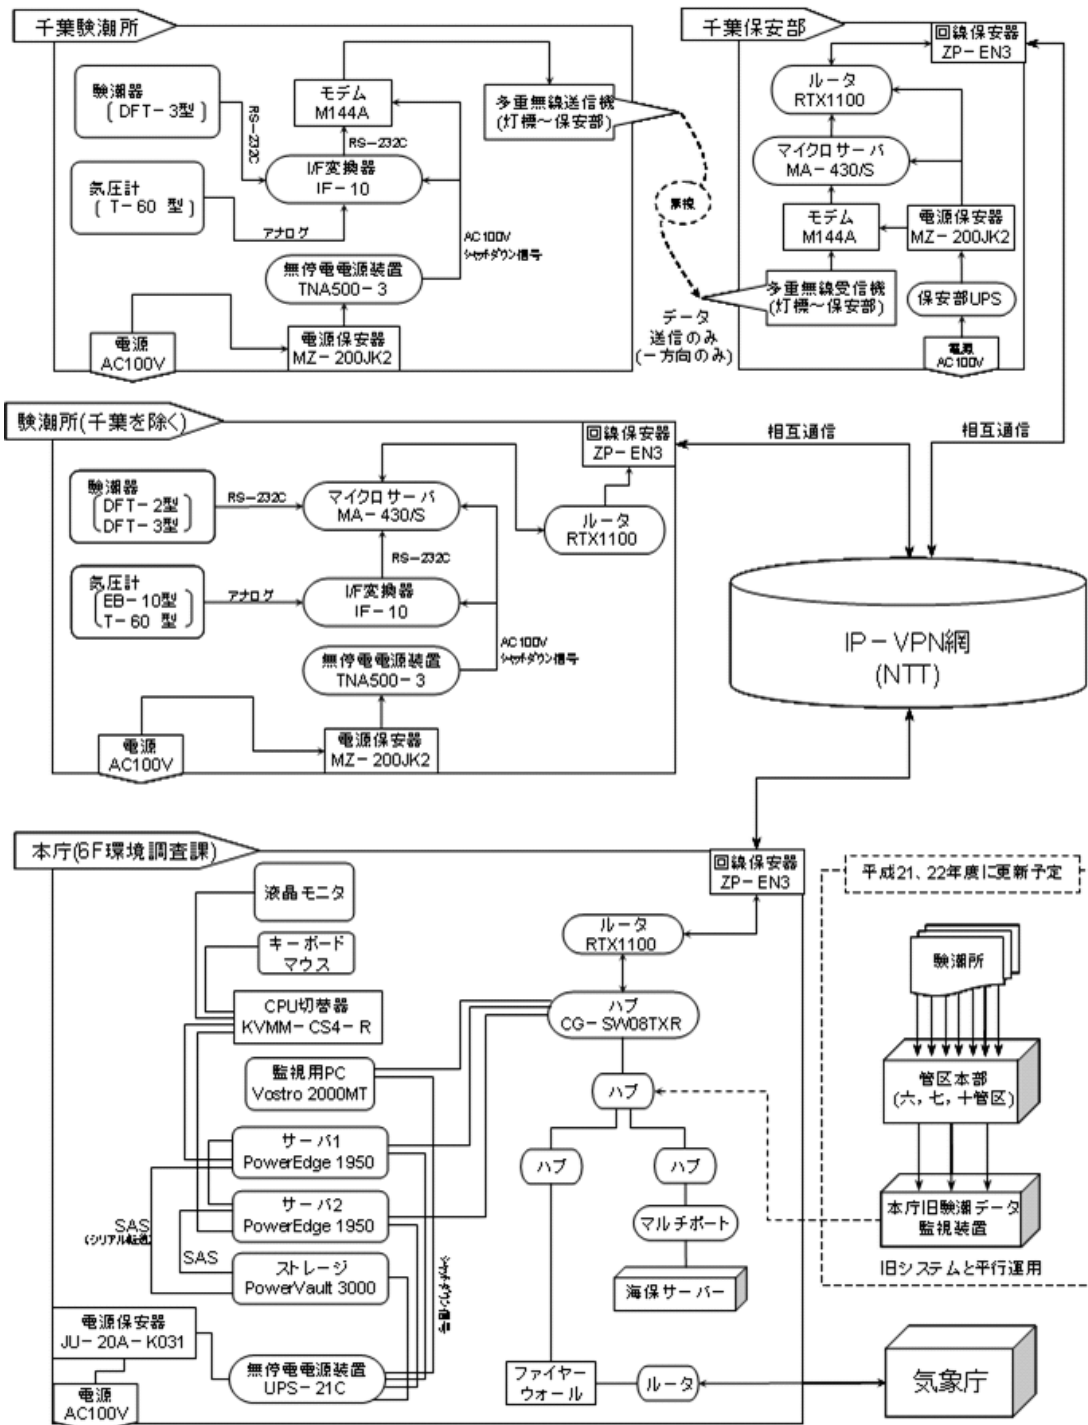 千葉験潮所
験潮器
(DFT-3型)
RS-232C
モデム
M144A
RS-232C
I/F変換器
IF-10
気圧計
(T-60 型)
アナログ
無停電電源装置
TNA500-3
AC100V
シャットダウン信号
電源
AC100V
電源保安器
MZ-200JK2
多重無線送信機
(灯標~保安部)
無線
データ
送信のみ
(一方向のみ)
千葉保安部
回線保安器
ZP-EN3
ルータ
RTX1100
マイクロサーバ
MA-430/S
モデム
M144A
電源保安器
MZ-200JK2
多重無線受信機
(灯標~保安部)
保安部UPS
電源
AC100V
験潮所(千葉を除く)
回線保安器
ZP-EN3
相互通信
相互通信
験潮器
DFT-2型
DFT-3型
RS-232C
マイクロサーバ
MA-430/S
ルータ
RTX1100
RS-232C
気圧計
EB-10型
T-60 型
アナログ
I/F変換器
IF-10
無停電電源装置
TNA500-3
AC100V
シャットダウン信号
電源
AC100V
電源保安器
MZ-200JK2
IP-VPN網
(NTT)
本庁(6F環境調査課)
回線保安器
ZP-EN3
液晶モニタ
キーボード
マウス
CPU切替器
KVMM-CS4-R
監視用PC
Vostro 2000MT
サーバ1
PowerEdge 1950
サーバ2
PowerEdge 1950
ストレージ
PowerVault 3000
SAS
(シリアル転送)
SAS
シャットダウン信号
電源保安器
JU-20A-K031
電源
AC100V
無停電電源装置
UPS-21C
ルータ
RTX1100
ハブ
CG-SW08TXR
ハブ
ハブ
ハブ
マルチポート
海保サーバー
ファイヤー
ウォール
ルータ
気象庁
平成21、22年度に更新予定
験潮所
管区本部
(六，七，十管区)
本庁旧験潮データ
監視装置
旧システムと平行運用